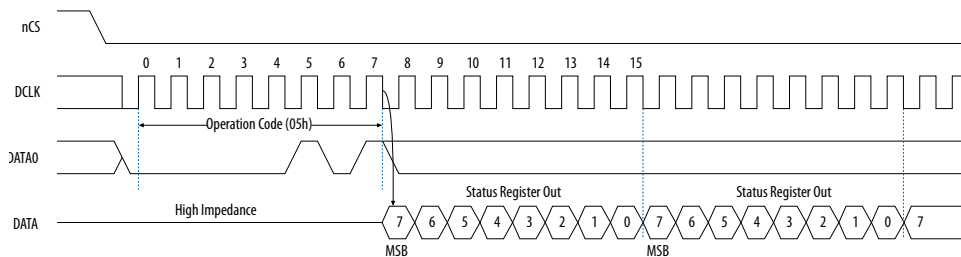 nCS
0 1 2 3 4 5 6 7 8 9 10 11 12 13 14 15
DCLK
Operation Code (05h)
DATA0
Status Register Out Status Register Out
High Impedance
DATA 7 6 5 4 3 2 1 0 7 6 5 4 3 2 1 0 7
MSB MSB